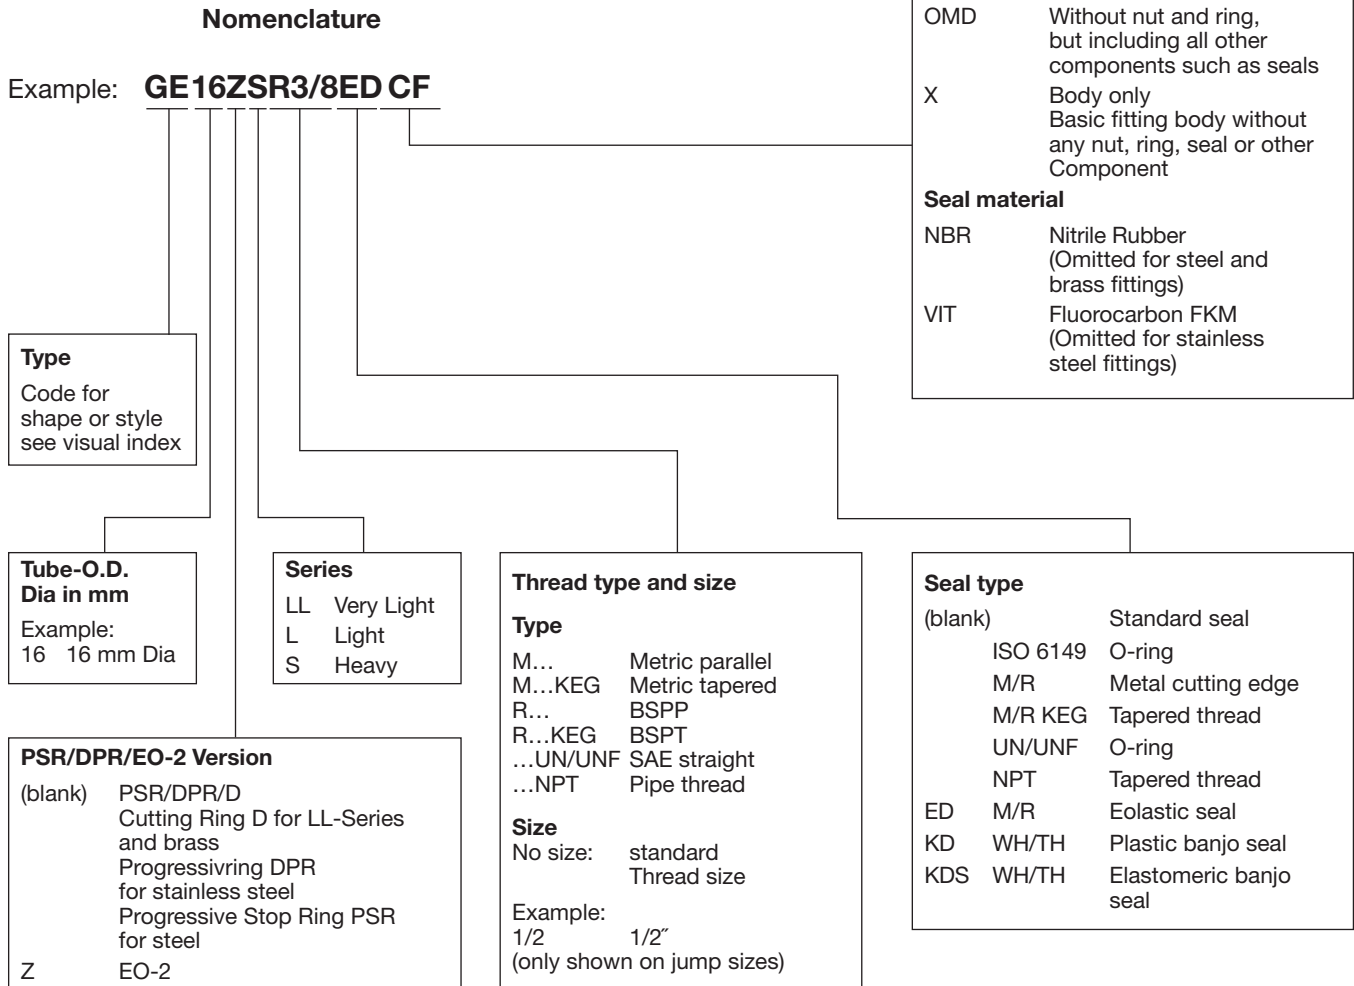 Nomenclature
Example: GE16ZSR3/8ED CF
OMD Without nut and ring,
but including all other
components such as seals
X Body only
Basic fitting body without
any nut, ring, seal or other
Component
Seal material
NBR Nitrile Rubber
(Omitted for steel and
brass fittings)
VIT Fluorocarbon FKM
(Omitted for stainless
steel fittings)
Type
Code for
shape or style
see visual index
Tube-O.D.
Dia in mm
Example:
16 16 mm Dia
Series
LL Very Light
L Light
S Heavy
PSR/DPR/EO-2 Version
(blank) PSR/DPR/D
Cutting Ring D for LL-Series
and brass
Progressivring DPR
for stainless steel
Progressive Stop Ring PSR
for steel
Z EO-2
Thread type and size
Type
M… Metric parallel
M…KEG Metric tapered
R… BSPP
R…KEG BSPT
…UN/UNF SAE straight
…NPT Pipe thread
Size
No size: standard
Thread size
Example:
1/2 1/2˝
(only shown on jump sizes)
Seal type
(blank) Standard seal
ISO 6149 O-ring
M/R Metal cutting edge
M/R KEG Tapered thread
UN/UNF O-ring
NPT Tapered thread
ED M/R Eolastic seal
KD WH/TH Plastic banjo seal
KDS WH/TH Elastomeric banjo
seal